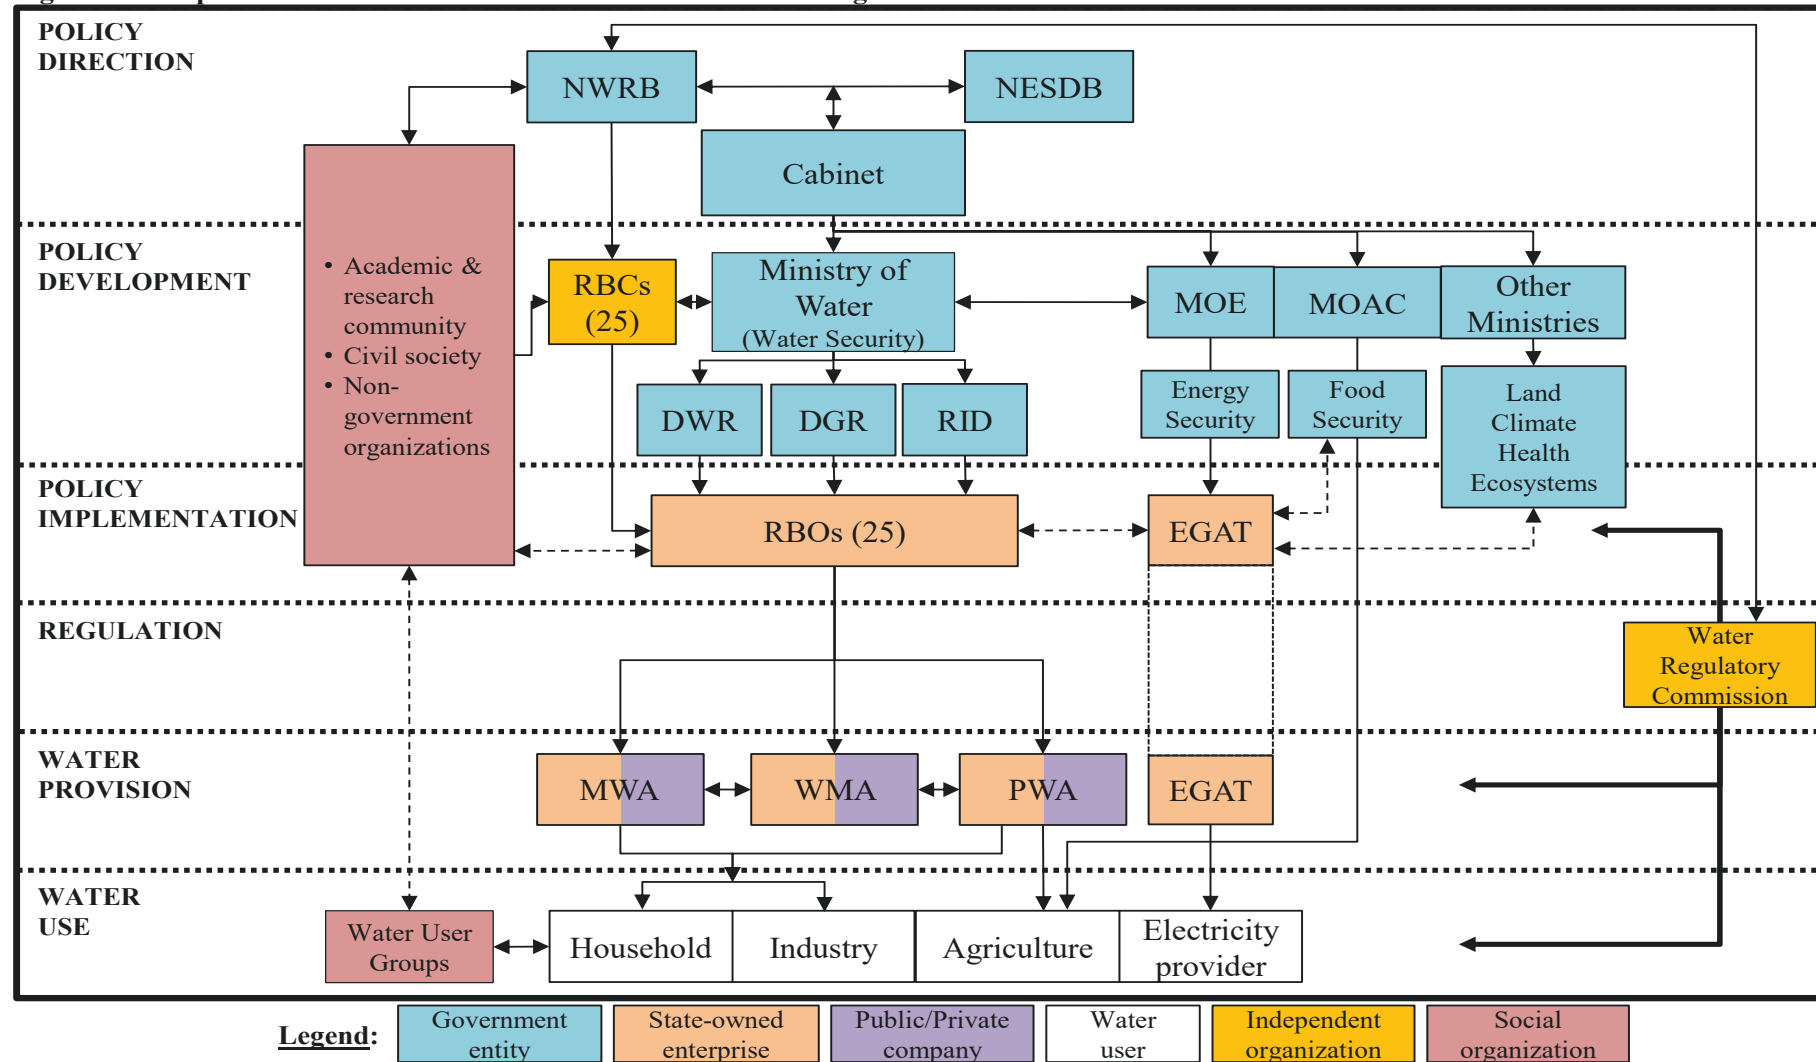 POLICY
DIRECTION
NWRB
NESDB
Cabinet
POLICY
DEVELOPMENT
• Academic &
research
community
• Civil society
• Non-
government
organizations
RBCs
(25)
Ministry of
Water
(Water Security)
MOE
MOAC
Other
Ministries
DWR
DGR
RID
Energy
Security
Food
Security
Land
Climate
Health
Ecosystems
POLICY
IMPLEMENTATION
RBOs (25)
EGAT
REGULATION
Water
Regulatory
Commission
WATER
PROVISION
MWA
WMA
PWA
EGAT
WATER
USE
Water User
Groups
Household
Industry
Agriculture
Electricity
provider
Legend:
Government
entity
State-owned
enterprise
Public/Private
company
Water
user
Independent
organization
Social
organization